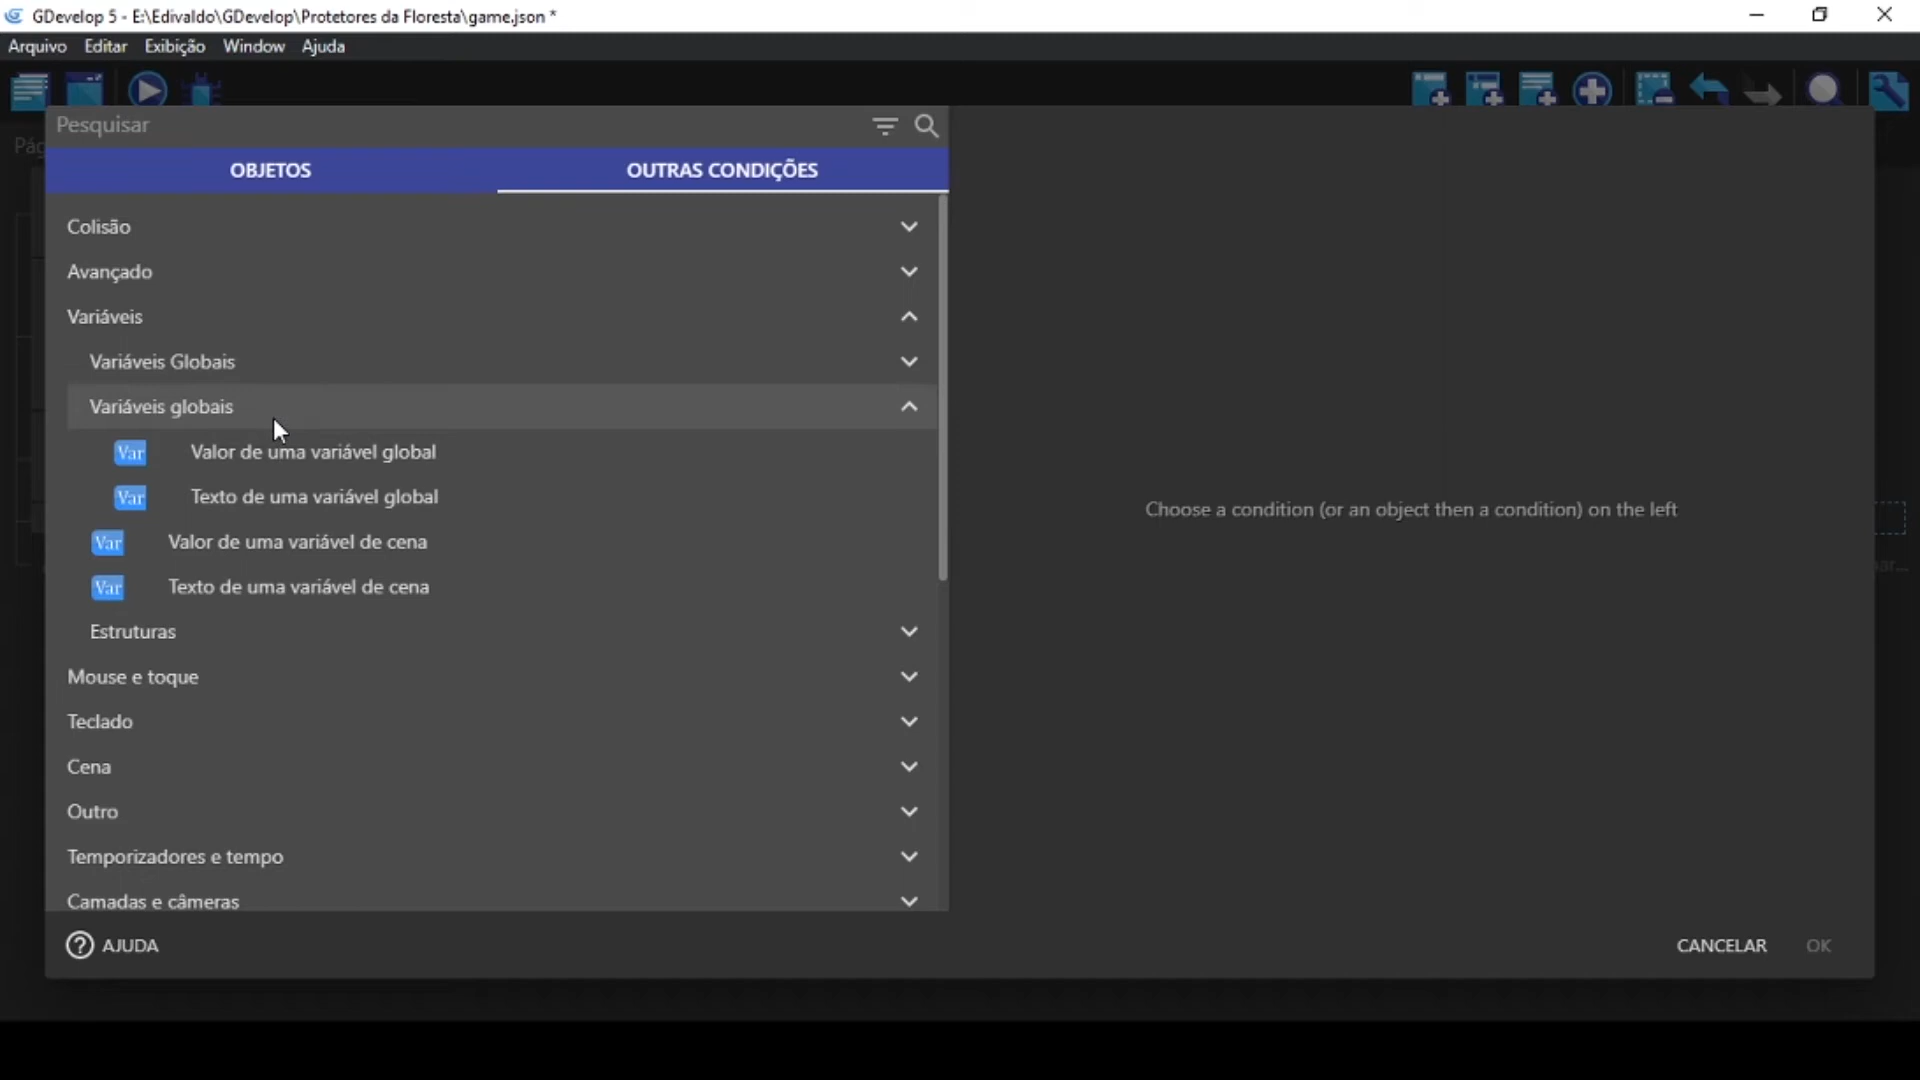 GDevelop 5 - E:\Edivaldo\GDevelop\Protetores da Floresta\game.json *
Arquivo Editar Exibição Window Ajuda
Pesquisar
OBJETOS OUTRAS CONDIÇÕES
Colisão
Avançado
Variáveis
Variáveis Globais
Variáveis globais
Var Valor de uma variável global
Var Texto de uma variável global
Var Valor de uma variável de cena
Var Texto de uma variável de cena
Estruturas
Mouse e toque
Teclado
Cena
Outro
Temporizadores e tempo
Camadas e câmeras
Choose a condition (or an object then a condition) on the left
? AJUDA
CANCELAR OK